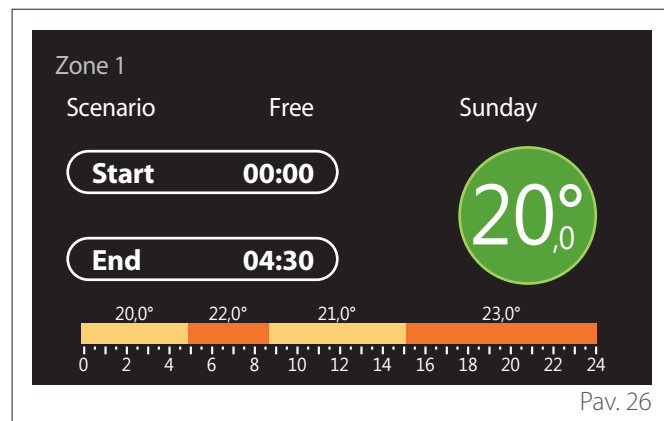 Zone 1
Scenario Free Sunday
Start 00:00
20,0°
End 04:30
20,0° 22,0° 21,0° 23,0°
0 2 4 6 8 10 12 14 16 18 20 22 24
Pav. 26